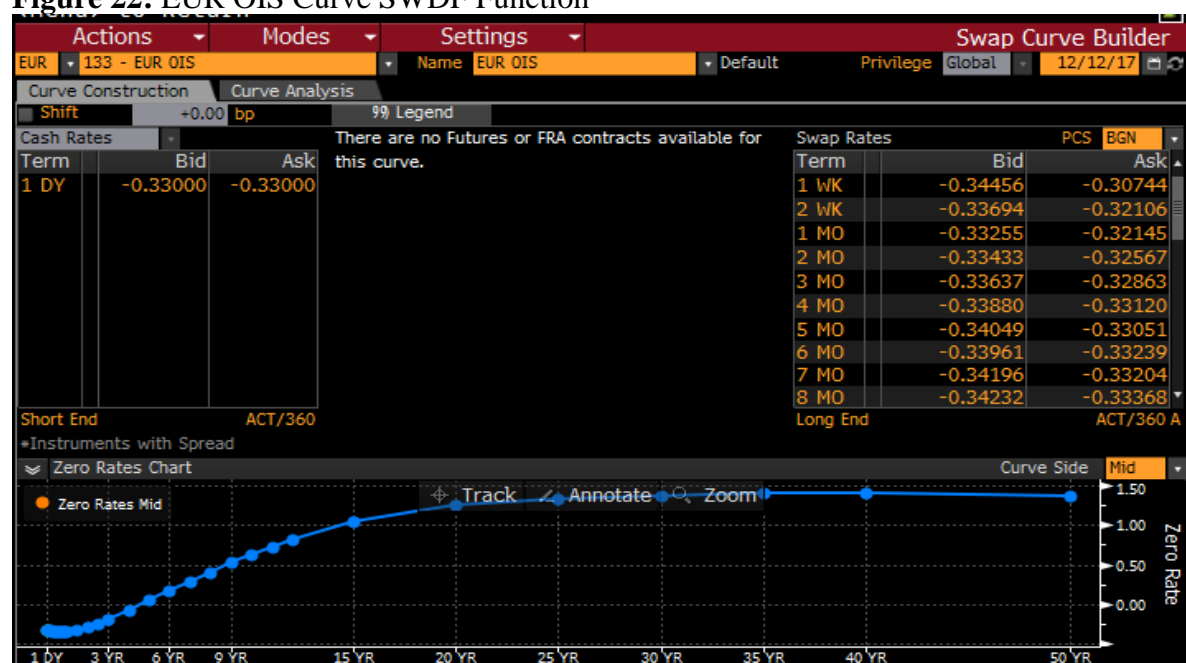 Figure 22: EUR OIS Curve SWDF Function
Actions Modes Settings Swap Curve Builder
EUR 133 - EUR OIS Name EUR OIS Default Privilege Global 12/12/17
Curve Construction Curve Analysis
Shift +0.00 bp 99) Legend
Cash Rates There are no Futures or FRA contracts available for Swap Rates PCS BGN
Term Bid Ask this curve. Term Bid Ask
1 DY -0.33000 -0.33000 1 WK -0.34456 -0.30744
2 WK -0.33694 -0.32106
1 MO -0.33255 -0.32145
2 MO -0.33433 -0.32567
3 MO -0.33637 -0.32863
4 MO -0.33880 -0.33120
5 MO -0.34049 -0.33051
6 MO -0.33961 -0.33239
7 MO -0.34196 -0.33204
8 MO -0.34232 -0.33368
Short End ACT/360 Long End ACT/360 A
*Instruments with Spread
Zero Rates Chart Curve Side Mid
Zero Rates Mid Track Annotate Zoom 1.50
1.00
0.50
0.00
Zero Rate
1 DY 3 YR 6 YR 9 YR 15 YR 20 YR 25 YR 30 YR 35 YR 40 YR 50 YR